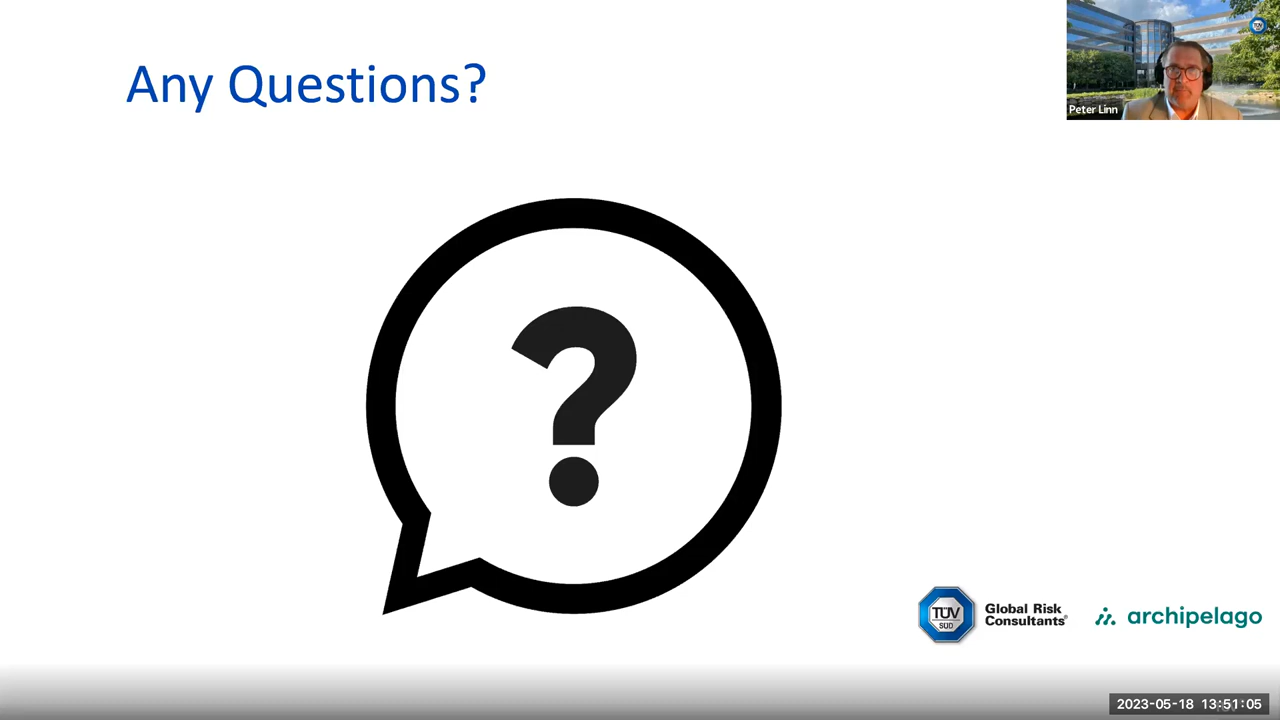 Any Questions?
Peter Linn
TÜV
SÜD
Global Risk
Consultants®
archipelago
2023-05-18 13:51:05